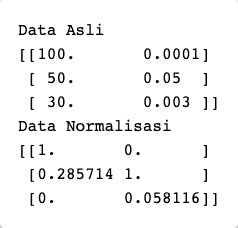 Data Asli
[[100.       0.0001]
 [ 50.       0.05  ]
 [ 30.       0.003 ]]
Data Normalisasi
[[1.       0.      ]
 [0.285714 1.      ]
 [0.       0.058116]]